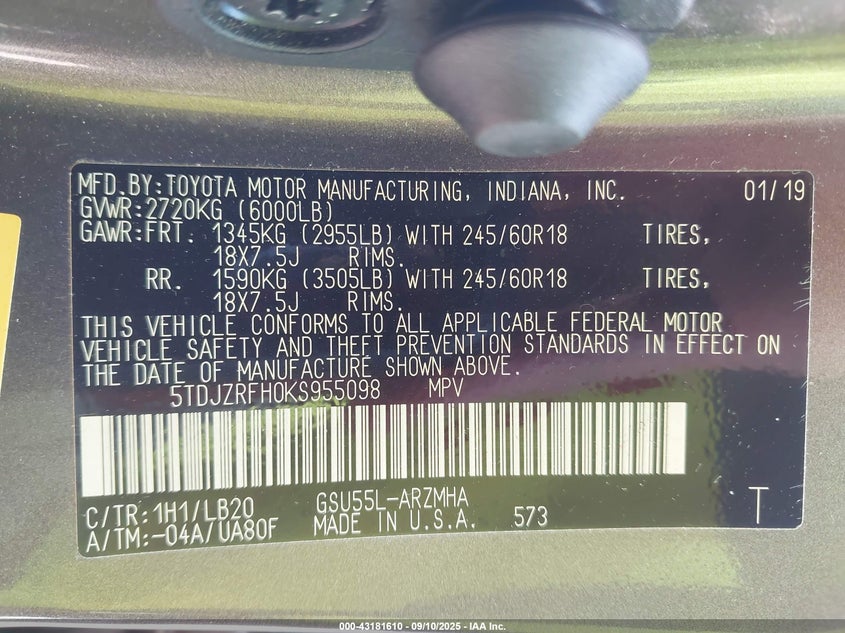 MFD.BY:TOYOTA MOTOR MANUFACTURING, INDIANA, INC. 01/19
GVWR:2720KG (6000LB)
GAWR:FRT. 1345KG (2955LB) WITH 245/60R18 TIRES,
18X7.5J RIMS.
RR. 1590KG (3505LB) WITH 245/60R18 TIRES,
18X7.5J RIMS.
THIS VEHICLE CONFORMS TO ALL APPLICABLE FEDERAL MOTOR
VEHICLE SAFETY AND THEFT PREVENTION STANDARDS IN EFFECT ON
THE DATE OF MANUFACTURE SHOWN ABOVE.
5TDJZRFH0KS955098 MPV
C/TR:1H1/LB20 GSU55L-ARZMHA
A/TM:-04A/UA80F MADE IN U.S.A. 573 T
000-43181610 - 09/10/2025 - IAA Inc.